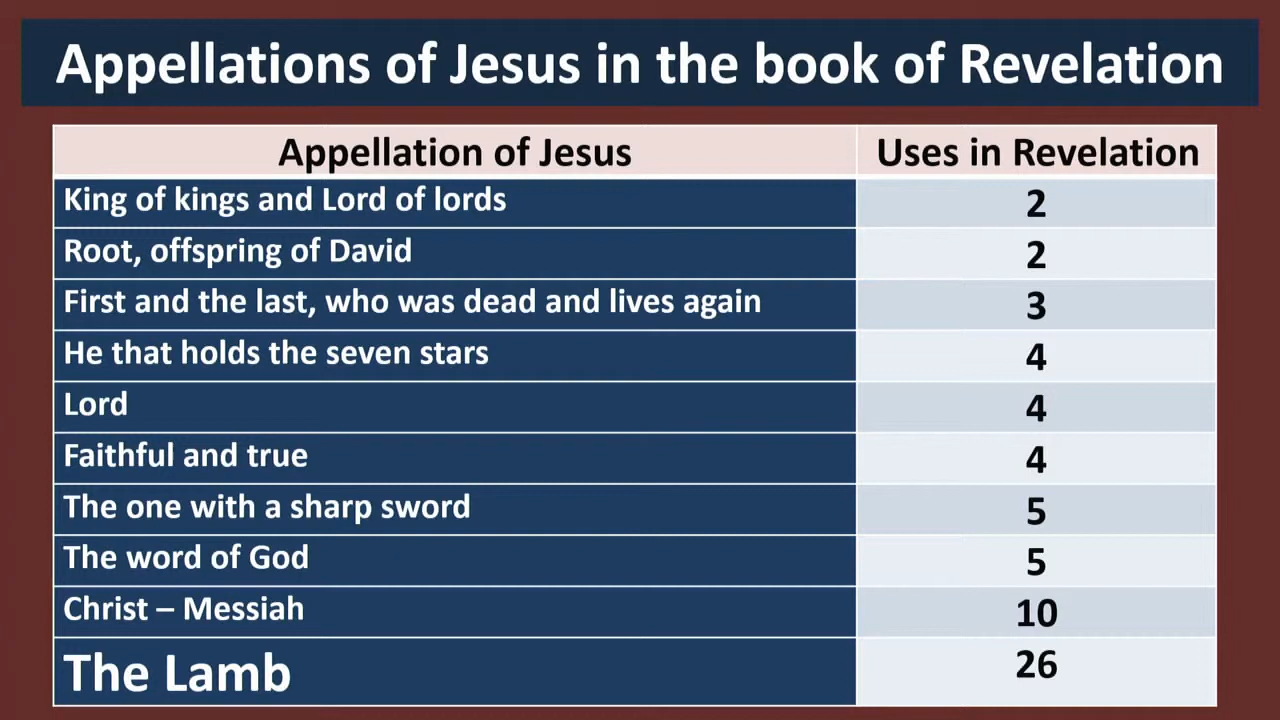 Appellations of Jesus in the book of Revelation
Appellation of Jesus Uses in Revelation
King of kings and Lord of lords 2
Root, offspring of David 2
First and the last, who was dead and lives again 3
He that holds the seven stars 4
Lord 4
Faithful and true 4
The one with a sharp sword 5
The word of God 5
Christ – Messiah 10
The Lamb 26